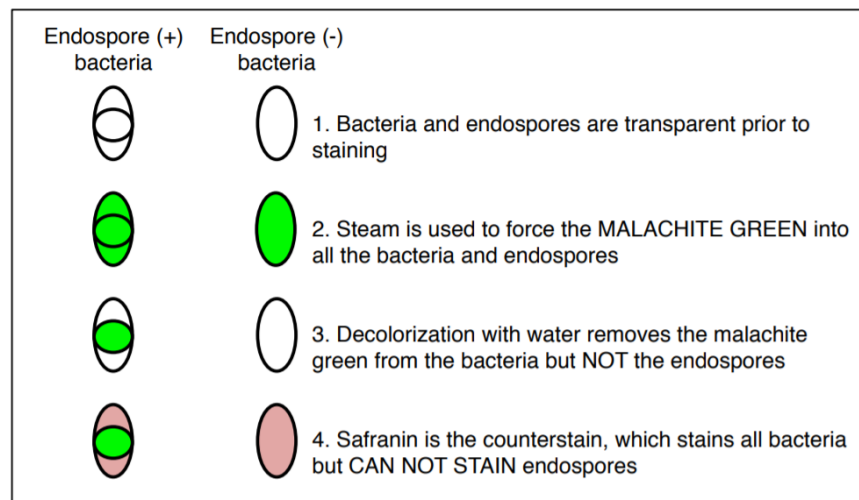 Endospore (+) bacteria
Endospore (-) bacteria
1. Bacteria and endospores are transparent prior to
staining
2. Steam is used to force the MALACHITE GREEN into
all the bacteria and endospores
3. Decolorization with water removes the malachite
green from the bacteria but NOT the endospores
4. Safranin is the counterstain, which stains all bacteria
but CAN NOT STAIN endospores